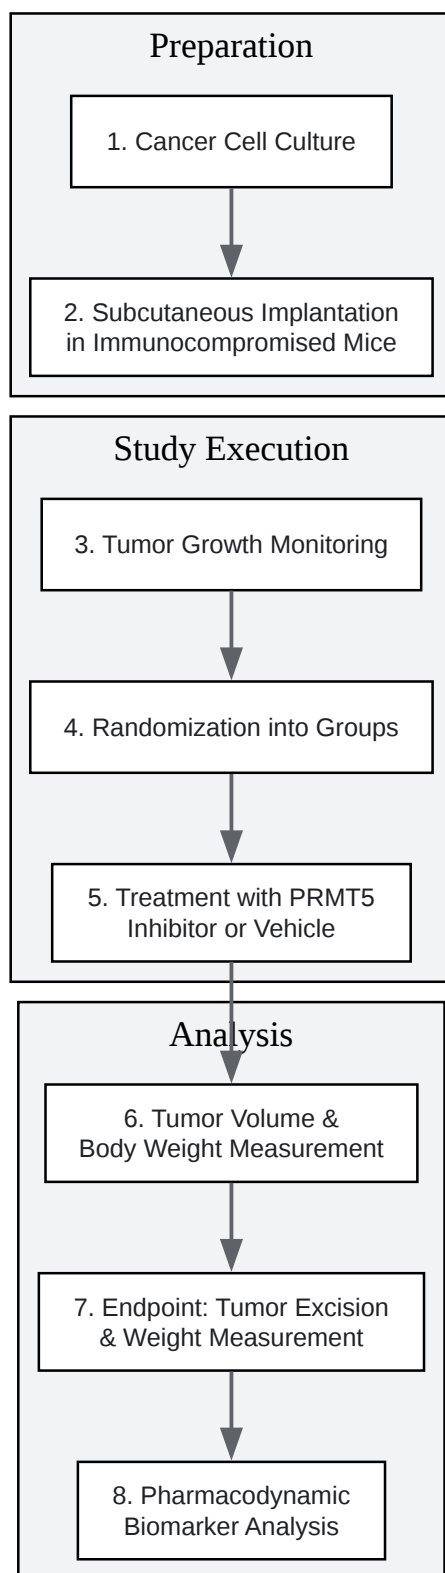 Preparation
1. Cancer Cell Culture
2. Subcutaneous Implantation
in Immunocompromised Mice
Study Execution
3. Tumor Growth Monitoring
4. Randomization into Groups
5. Treatment with PRMT5
Inhibitor or Vehicle
Analysis
6. Tumor Volume &
Body Weight Measurement
7. Endpoint: Tumor Excision
& Weight Measurement
8. Pharmacodynamic
Biomarker Analysis